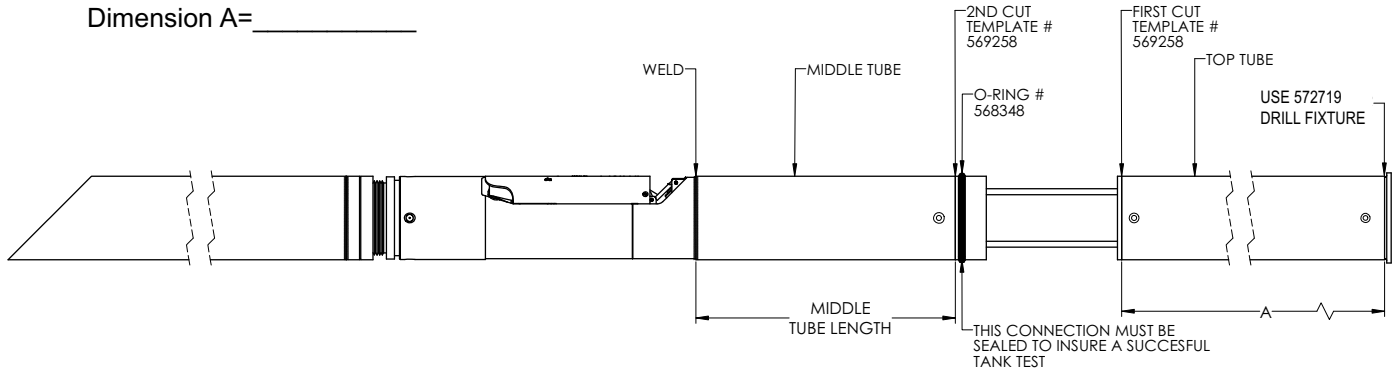 Dimension A=
2ND CUT
TEMPLATE #
569258
FIRST CUT
TEMPLATE #
569258
WELD
MIDDLE TUBE
TOP TUBE
O-RING #
568348
USE 572719
DRILL FIXTURE
MIDDLE
TUBE LENGTH
A
THIS CONNECTION MUST BE
SEALED TO INSURE A SUCCESFUL
TANK TEST